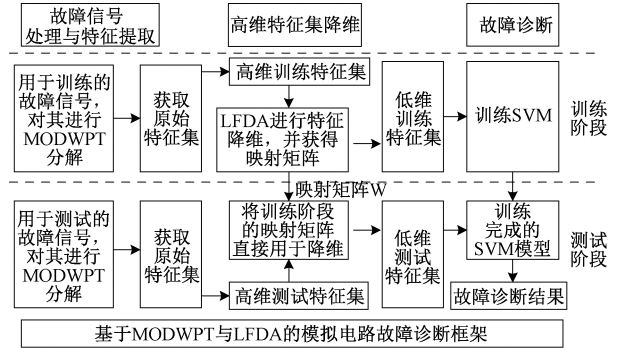 故障信号
处理与特征提取
高维特征集降维
故障诊断
用于训练的
故障信号，
对其进行
MODWPT
分解
获取
原始
特征集
高维训练特征集
LFDA进行特征
降维，并获得
映射矩阵
低维
训练
特征集
训练SVM
训练
阶段
映射矩阵W
用于测试的
故障信号，
对其进行
MODWPT
分解
获取
原始
特征集
将训练阶段
的映射矩阵
直接用于降维
高维测试特征集
低维
测试
特征集
训练
完成的
SVM模型
故障诊断结果
测试
阶段
基于MODWPT与LFDA的模拟电路故障诊断框架